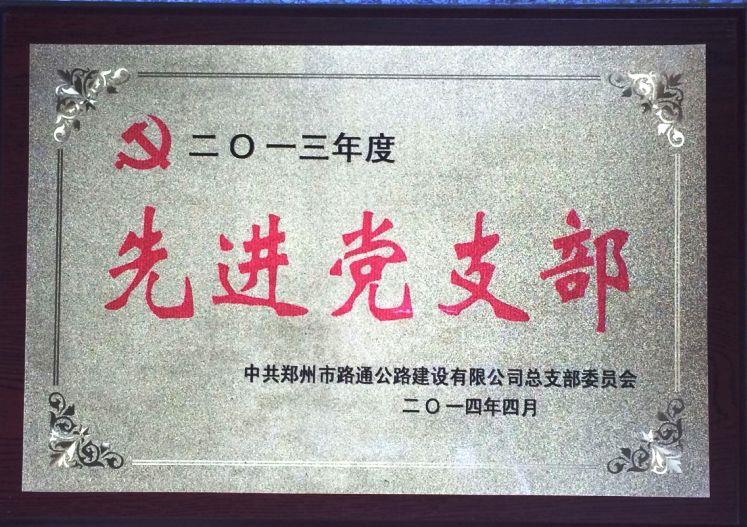 二〇一三年度
先进党支部
中共郑州市路通公路建设有限公司总支部委员会
二〇一四年四月